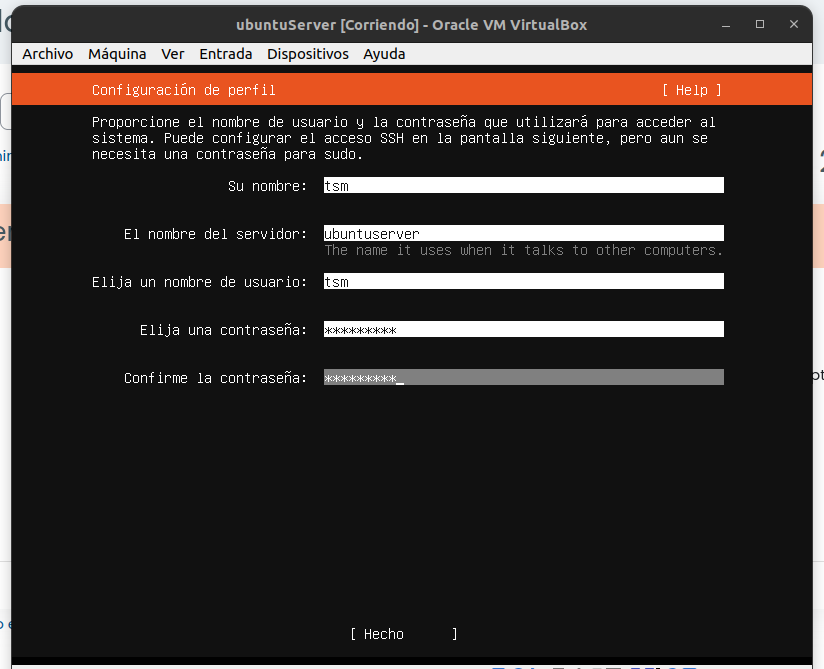 ubuntuServer [Corriendo] - Oracle VM VirtualBox
Archivo Máquina Ver Entrada Dispositivos Ayuda
Configuración de perfil [ Help ]
Proporcione el nombre de usuario y la contraseña que utilizará para acceder al
sistema. Puede configurar el acceso SSH en la pantalla siguiente, pero aun se
necesita una contraseña para sudo.
Su nombre: tsm
El nombre del servidor: ubuntuserver
The name it uses when it talks to other computers.
Elija un nombre de usuario: tsm
Elija una contraseña: *********
Confirme la contraseña: *********_
[ Hecho ]